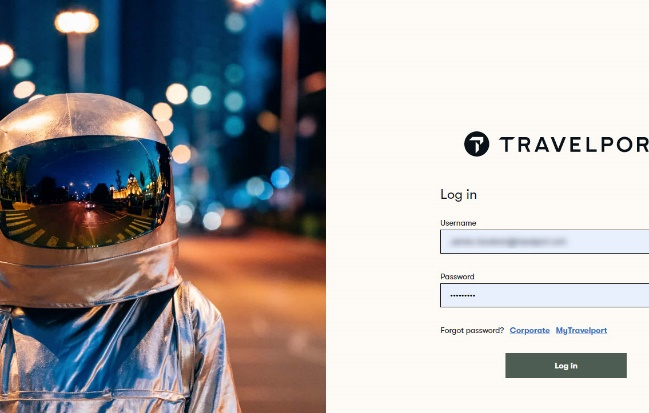 TRAVELPOR
Log in
Username
Password
•••••••••
Forgot password? Corporate MyTravelport
Log in